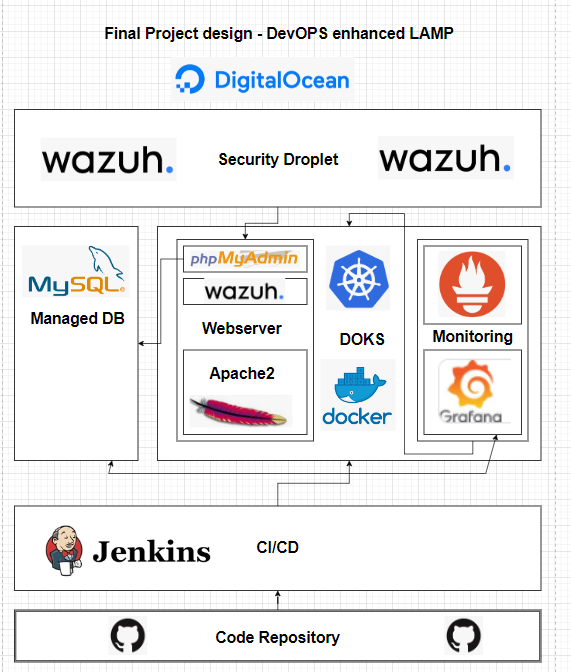 Final Project design - DevOPS enhanced LAMP
DigitalOcean
wazuh.
Security Droplet
wazuh.
MySQL
Managed DB
phpMyAdmin
wazuh.
Webserver
Apache2
DOKS
docker
Monitoring
Grafana
Jenkins
CI/CD
Code Repository